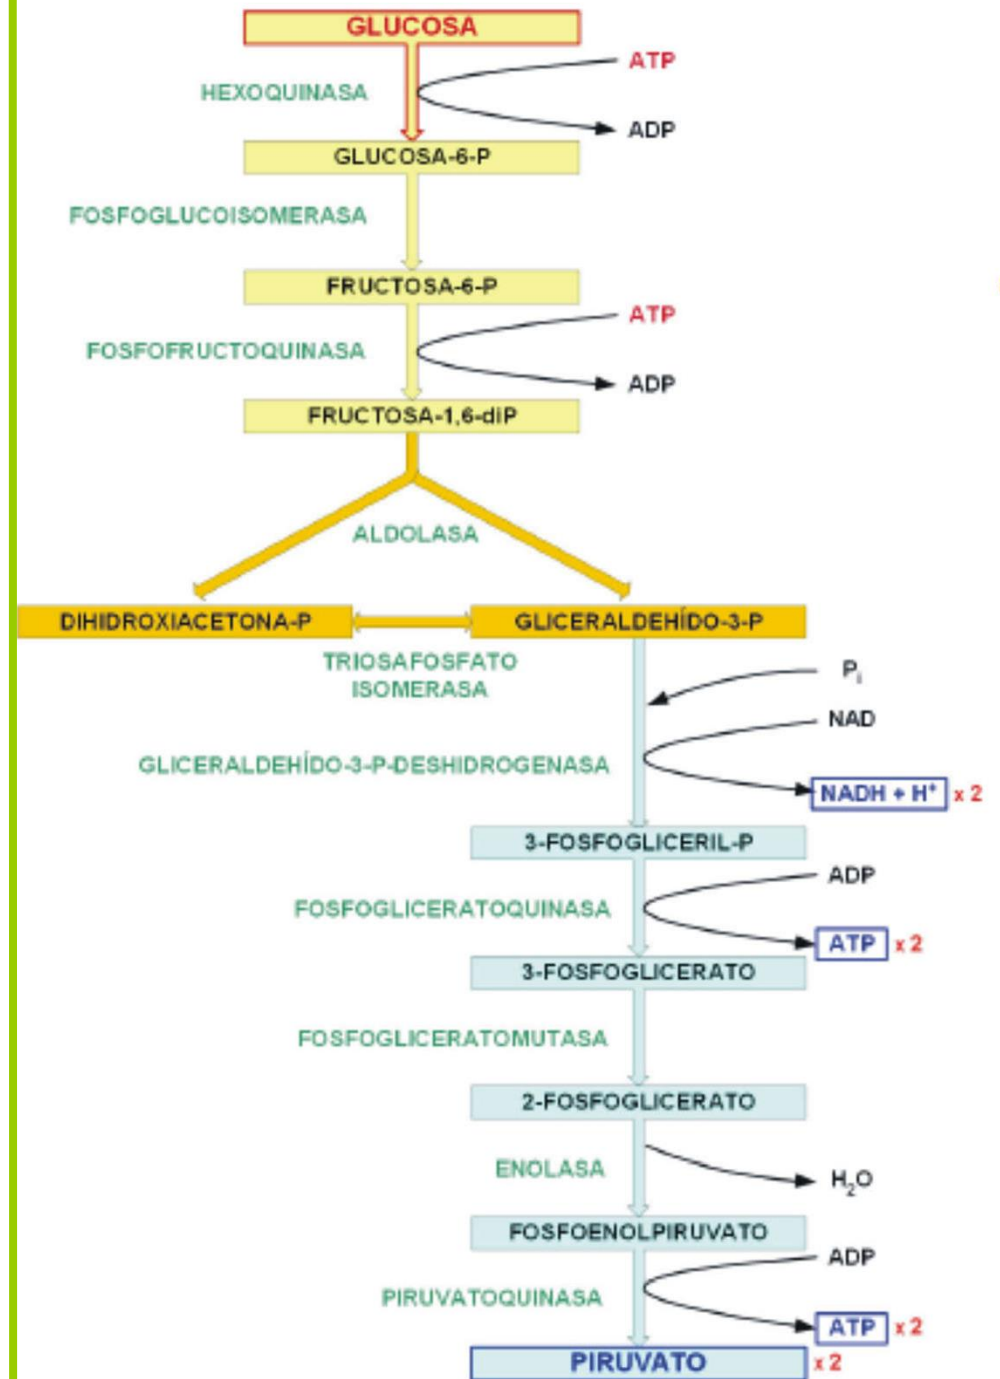 GLUCOSA
ATP
HEXOQUINASA
ADP
GLUCOSA-6-P
FOSFOGLUCOISOMERASA
FRUCTOSA-6-P
ATP
FOSFOFRUCTOQUINASA
ADP
FRUCTOSA-1,6-diP
ALDOLASA
DIHIDROXIACETONA-P
GLICERALDEHÍDO-3-P
TRIOSAFOSFATO
ISOMERASA
Pi
NAD
GLICERALDEHÍDO-3-P-DESHIDROGENASA
NADH + H⁺ x 2
3-FOSFOGLICERIL-P
ADP
FOSFOGLICERATOQUINASA
ATP x 2
3-FOSFOGLICERATO
FOSFOGLICERATOMUTASA
2-FOSFOGLICERATO
ENOLASA
H₂O
FOSFOENOLPIRUVATO
ADP
PIRUVATOQUINASA
ATP x 2
PIRUVATO x 2